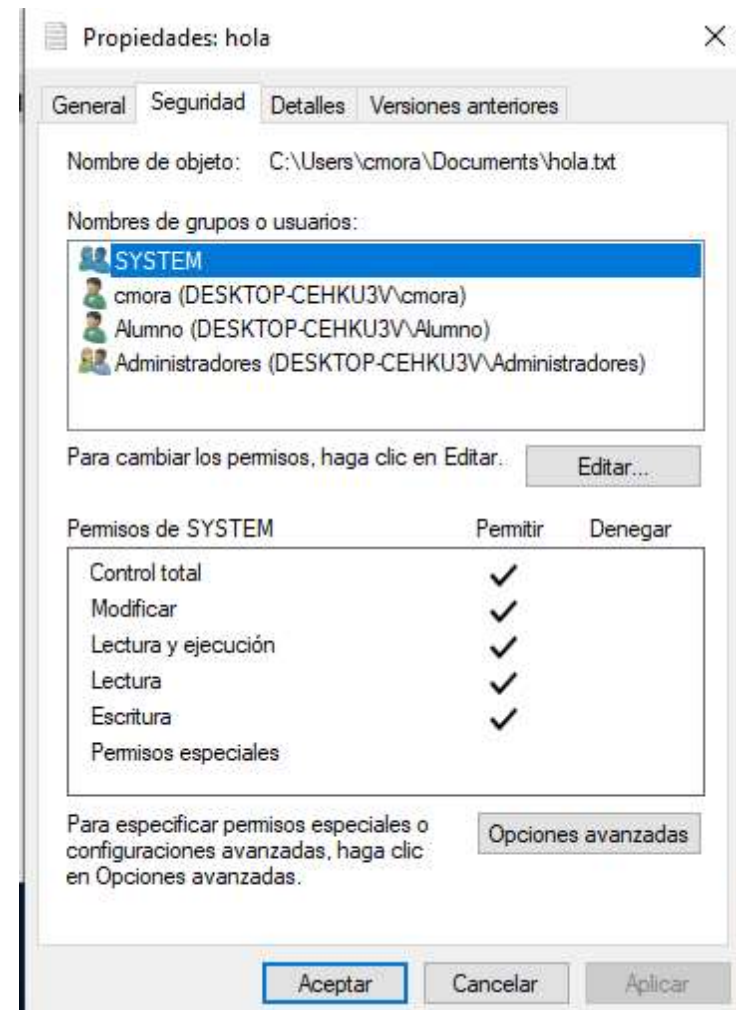 Propiedades: hola
General Seguridad Detalles Versiones anteriores
Nombre de objeto: C:\Users\cmora\Documents\hola.txt
Nombres de grupos o usuarios:
SYSTEM
cmora (DESKTOP-CEHKU3V\cmora)
Alumno (DESKTOP-CEHKU3V\Alumno)
Administradores (DESKTOP-CEHKU3V\Administradores)
Para cambiar los permisos, haga clic en Editar. Editar...
Permisos de SYSTEM Permitir Denegar
Control total
Modificar
Lectura y ejecución
Lectura
Escritura
Permisos especiales
Para especificar permisos especiales o
configuraciones avanzadas, haga clic
en Opciones avanzadas.
Opciones avanzadas
Aceptar Cancelar Aplicar